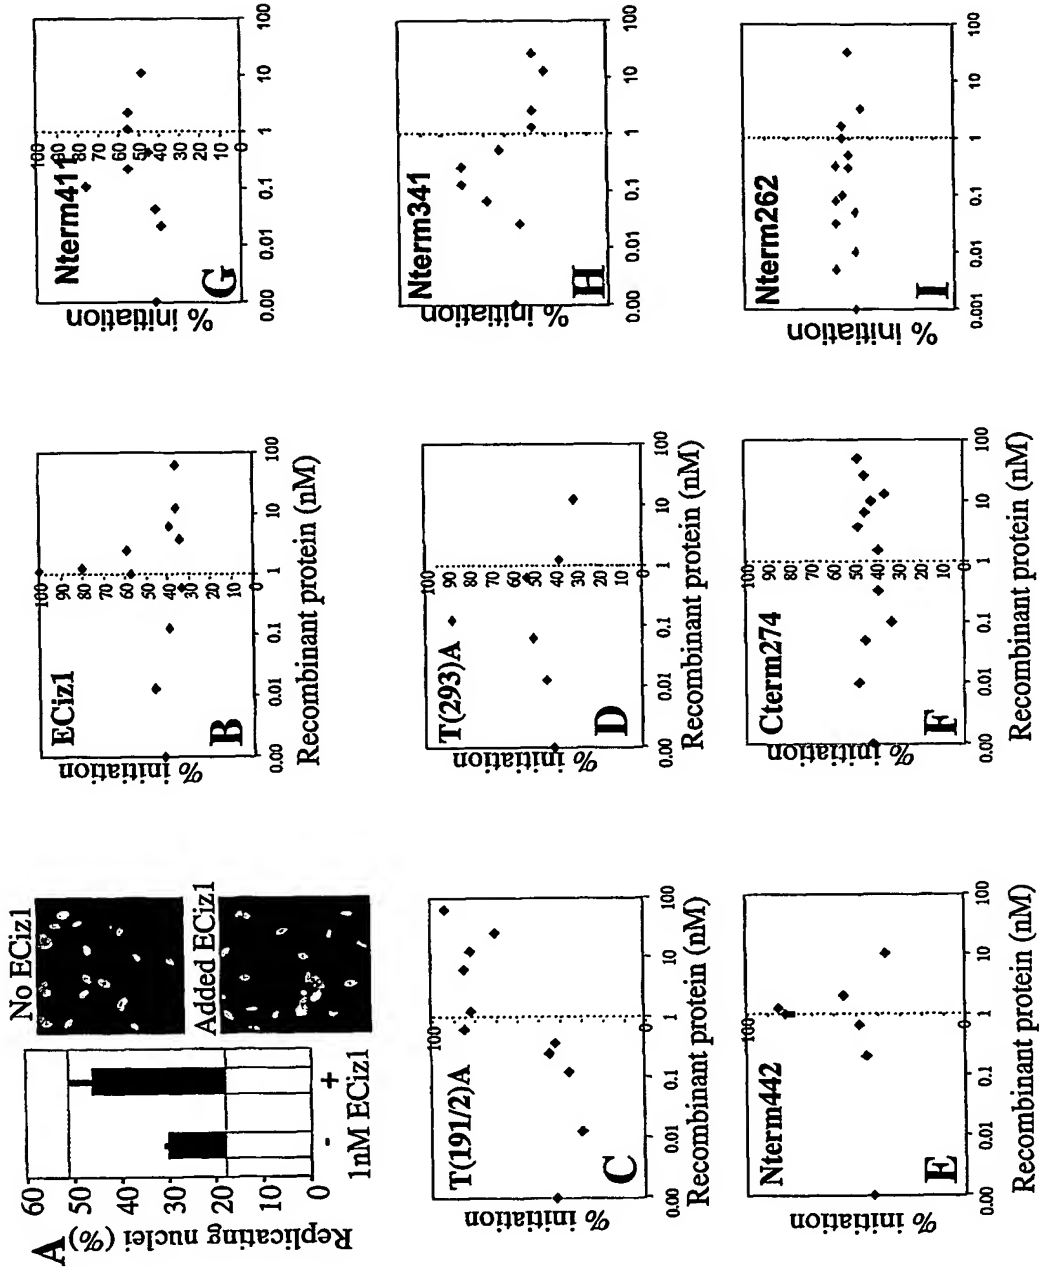 A
Replicating nuclei (%)
60
50
40
30
20
10
0
- +
1nM ECiz1
No ECiz1
Added ECiz1
B
ECiz1
% initiation
100
90
80
70
60
50
40
30
20
10
0
0.00 0.01 0.1 1 10 100
Recombinant protein (nM)
C
T(191/2)A
% initiation
100
0
0.00 0.01 0.1 1 10 100
Recombinant protein (nM)
D
T(293)A
% initiation
100
90
80
70
60
50
40
30
20
10
0
0.00 0.01 0.1 1 10 100
Recombinant protein (nM)
E
Nterm442
% initiation
100
0
0.00 0.01 0.1 1 10 100
Recombinant protein (nM)
F
Cterm274
% initiation
100
90
80
70
60
50
40
30
20
10
0
0.00 0.01 0.1 1 10 100
Recombinant protein (nM)
G
Nterm411
% initiation
100
90
80
70
60
50
40
30
20
10
0
0.00 0.01 0.1 1 10 100
H
Nterm341
% initiation
0.00 0.01 0.1 1 10 100
I
Nterm262
% initiation
0.001 0.01 0.1 1 10 100